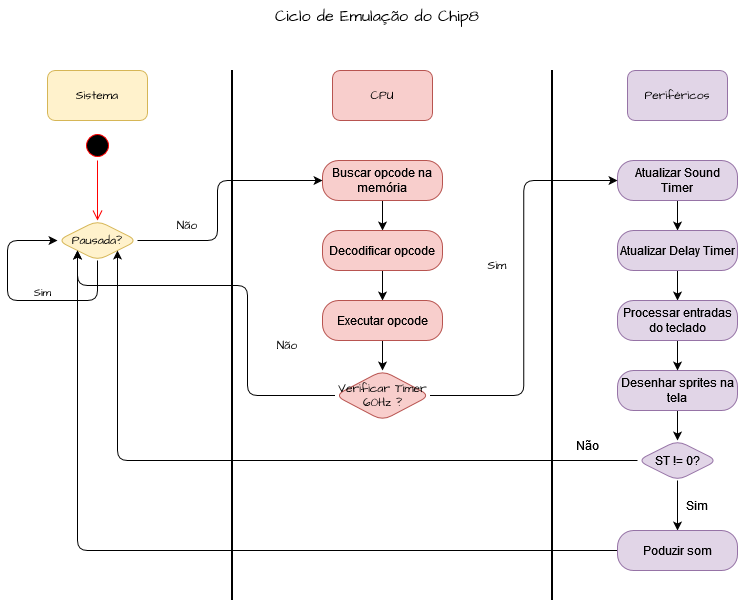 Ciclo de Emulação do Chip8
Sistema
CPU
Periféricos
Pausada?
Sim
Não
Buscar opcode na
memória
Decodificar opcode
Executar opcode
Verificar Timer
60Hz ?
Não
Sim
Atualizar Sound
Timer
Atualizar Delay Timer
Processar entradas
do teclado
Desenhar sprites na
tela
ST != 0?
Não
Sim
Poduzir som